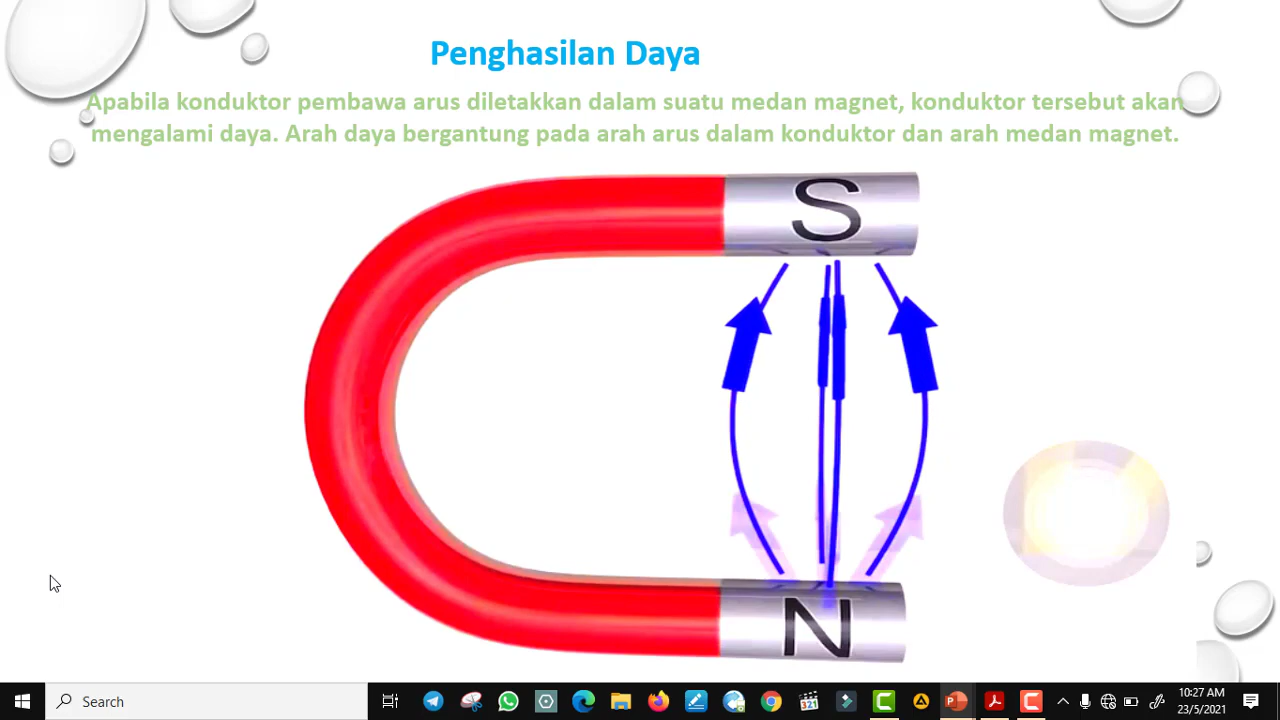 Penghasilan Daya
Apabila konduktor pembawa arus diletakkan dalam suatu medan magnet, konduktor tersebut akan
mengalami daya. Arah daya bergantung pada arah arus dalam konduktor dan arah medan magnet.
S
N
Search
321
10:27 AM
23/5/2021